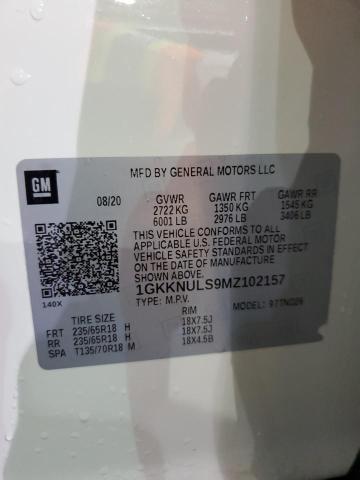 MFD BY GENERAL MOTORS LLC
GM
08/20 GVWR GAWR FRT GAWR RR
2722 KG 1350 KG 1545 KG
6001 LB 2976 LB 3406 LB
THIS VEHICLE CONFORMS TO ALL
APPLICABLE U.S. FEDERAL MOTOR
VEHICLE SAFETY STANDARDS
IN EFFECT ON THE DATE
OF MANUFACTURE
SHOWN ABOVE.
1GKKNULS9MZ102157
140X
TYPE: M.P.V. MODEL:
TIRE SIZE RIM
FRT 235/65R18 H 18X7.5J
RR 235/65R18 H 18X7.5J
SPA T135/70R18 M 18X4.5B